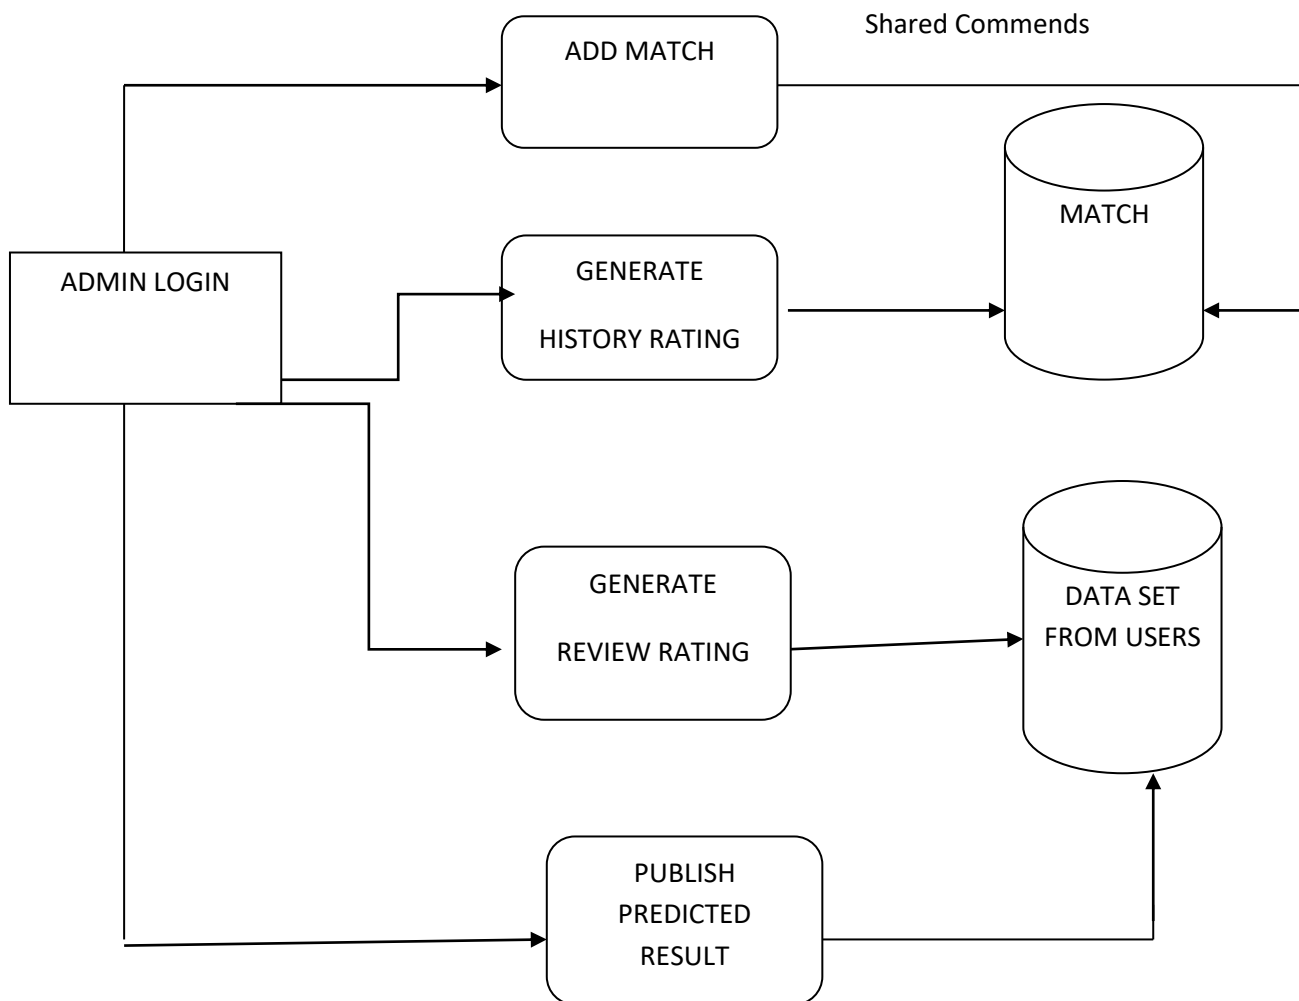 Shared Commends
ADD MATCH
MATCH
ADMIN LOGIN
GENERATE
HISTORY RATING
GENERATE
REVIEW RATING
DATA SET
FROM USERS
PUBLISH
PREDICTED
RESULT